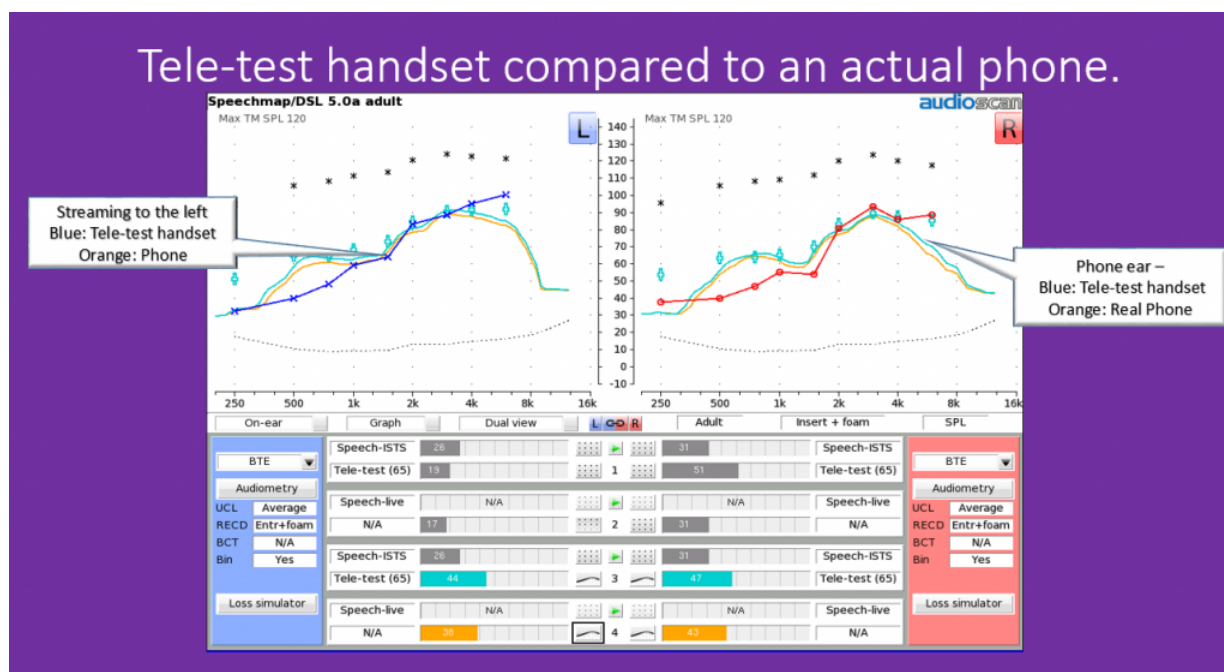 Tele-test handset compared to an actual phone.
Speechmap/DSL 5.0a adult
audioscan
Max TM SPL 120
L
Max TM SPL 120
R
140
130
120
110
100
90
80
70
60
50
40
30
20
10
0
-10
Streaming to the left
Blue: Tele-test handset
Orange: Phone
Phone ear –
Blue: Tele-test handset
Orange: Real Phone
250 500 1k 2k 4k 8k 16k
250 500 1k 2k 4k 8k 16k
On-ear Graph Dual view L R Adult Insert + foam SPL
BTE
Audiometry
UCL Average
RECD Entr+foam
BCT N/A
Bin Yes
Loss simulator
Speech-ISTS 26 31 Speech-ISTS
Tele-test (65) 19 1 51 Tele-test (65)
Speech-live N/A N/A Speech-live
N/A 17 2 31 N/A
Speech-ISTS 26 31 Speech-ISTS
Tele-test (65) 44 3 47 Tele-test (65)
Speech-live N/A N/A Speech-live
N/A 38 4 43 N/A
BTE
Audiometry
UCL Average
RECD Entr+foam
BCT N/A
Bin Yes
Loss simulator